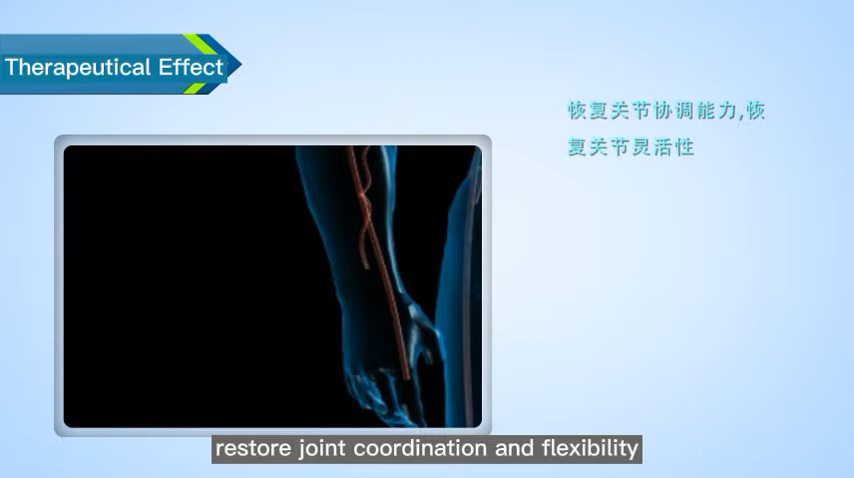 Therapeutical Effect
恢复关节协调能力,恢
复关节灵活性
restore joint coordination and flexibility